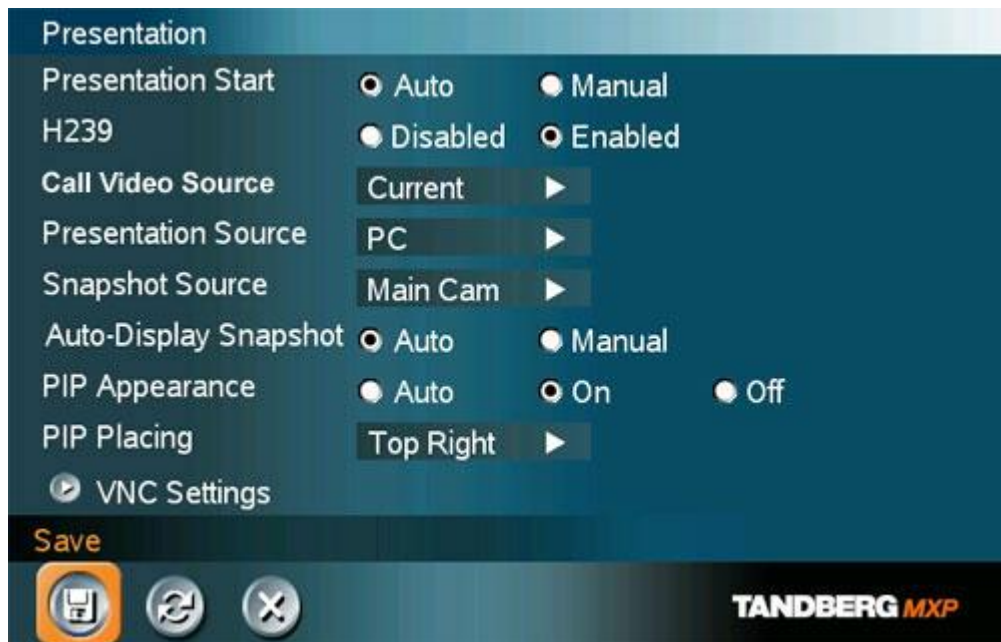 Presentation
Presentation Start Auto Manual
H239 Disabled Enabled
Call Video Source Current
Presentation Source PC
Snapshot Source Main Cam
Auto-Display Snapshot Auto Manual
PIP Appearance Auto On Off
PIP Placing Top Right
VNC Settings
Save
TANDBERG MXP